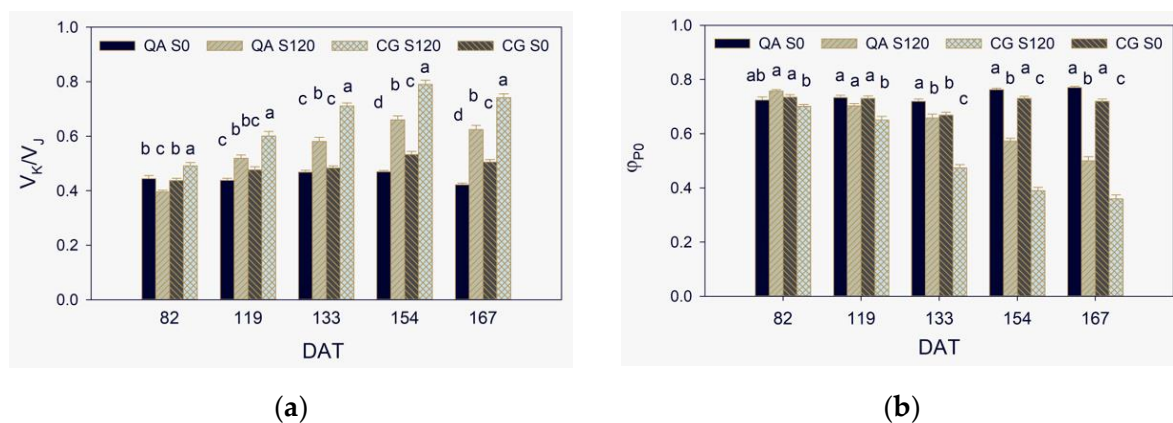 1.0
QA S0 QA S120 CG S120 CG S0
0.8
0.6
0.4
0.2
0.0
V_K/V_J
b c b a
c b bc a
c b c a
d b c a
d b c a
82 119 133 154 167
DAT
(a)
1.0
QA S0 QA S120 CG S120 CG S0
0.8
0.6
0.4
0.2
0.0
φ_P0
ab a a b
a a a b
a b b c
a b a c
a b a c
82 119 133 154 167
DAT
(b)